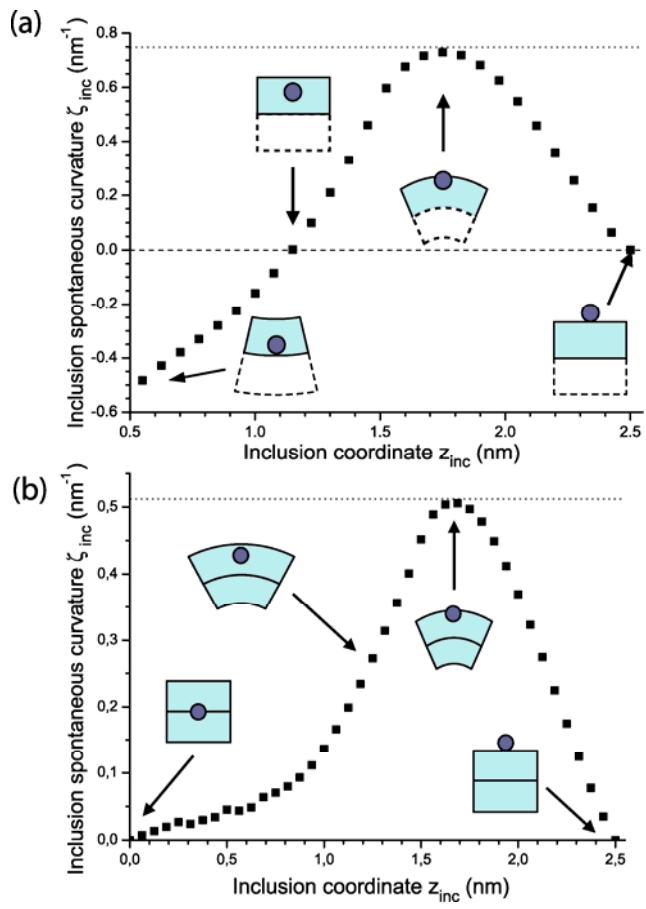 (a)
Inclusion spontaneous curvature ζinc (nm-1)
0.8
0.6
0.4
0.2
0.0
-0.2
-0.4
-0.6
0.5 1.0 1.5 2.0 2.5
Inclusion coordinate zinc (nm)
(b)
Inclusion spontaneous curvature ζinc (nm-1)
0,5
0,4
0,3
0,2
0,1
0,0
0,0 0,5 1,0 1,5 2,0 2,5
Inclusion coordinate zinc (nm)